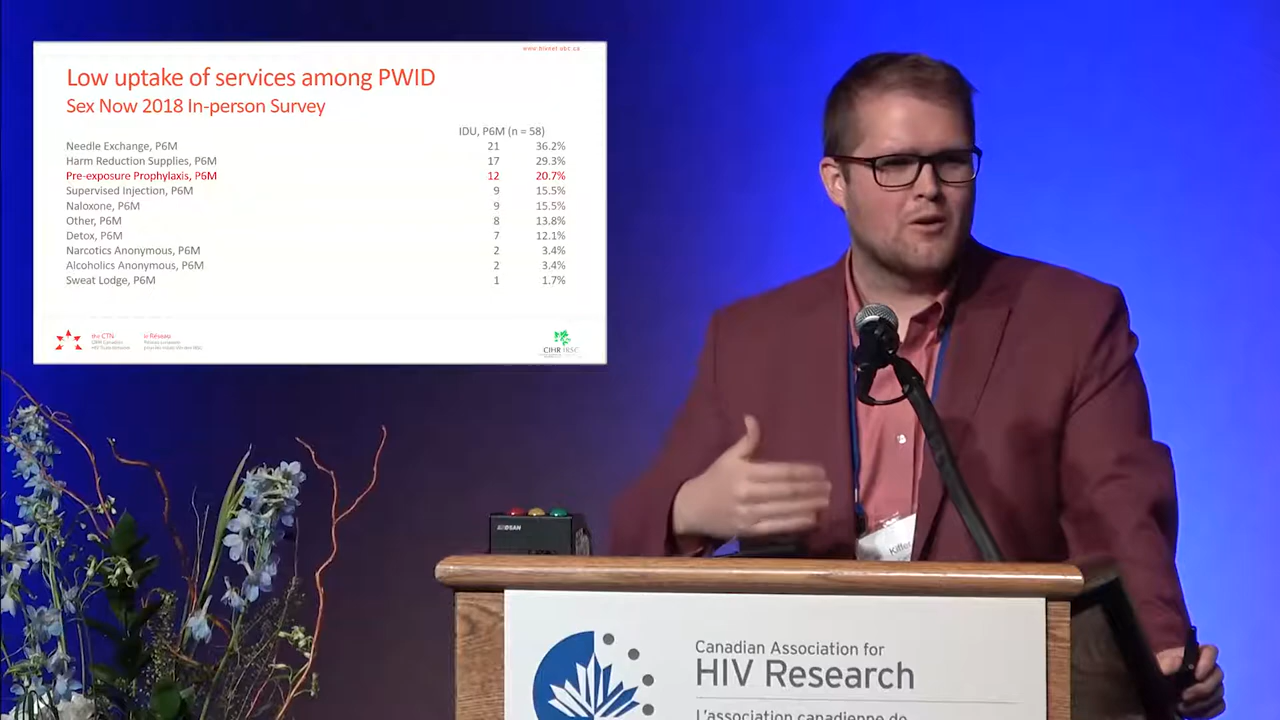 www.hivnet.ubc.ca
Low uptake of services among PWID
Sex Now 2018 In-person Survey
IDU, P6M (n = 58)
Needle Exchange, P6M 21 36.2%
Harm Reduction Supplies, P6M 17 29.3%
Pre-exposure Prophylaxis, P6M 12 20.7%
Supervised Injection, P6M 9 15.5%
Naloxone, P6M 9 15.5%
Other, P6M 8 13.8%
Detox, P6M 7 12.1%
Narcotics Anonymous, P6M 2 3.4%
Alcoholics Anonymous, P6M 2 3.4%
Sweat Lodge, P6M 1 1.7%
the CTN
le Réseau
CIHR IRSC
Canadian Association for
HIV Research
L'association canadienne de